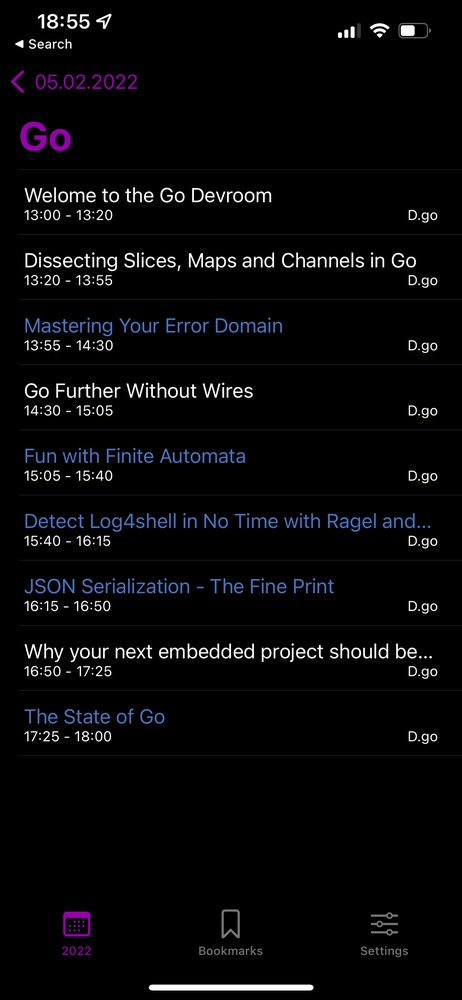 18:55
Search
05.02.2022
Go
Welome to the Go Devroom
13:00 - 13:20 D.go
Dissecting Slices, Maps and Channels in Go
13:20 - 13:55 D.go
Mastering Your Error Domain
13:55 - 14:30 D.go
Go Further Without Wires
14:30 - 15:05 D.go
Fun with Finite Automata
15:05 - 15:40 D.go
Detect Log4shell in No Time with Ragel and...
15:40 - 16:15 D.go
JSON Serialization - The Fine Print
16:15 - 16:50 D.go
Why your next embedded project should be...
16:50 - 17:25 D.go
The State of Go
17:25 - 18:00 D.go
2022 Bookmarks Settings